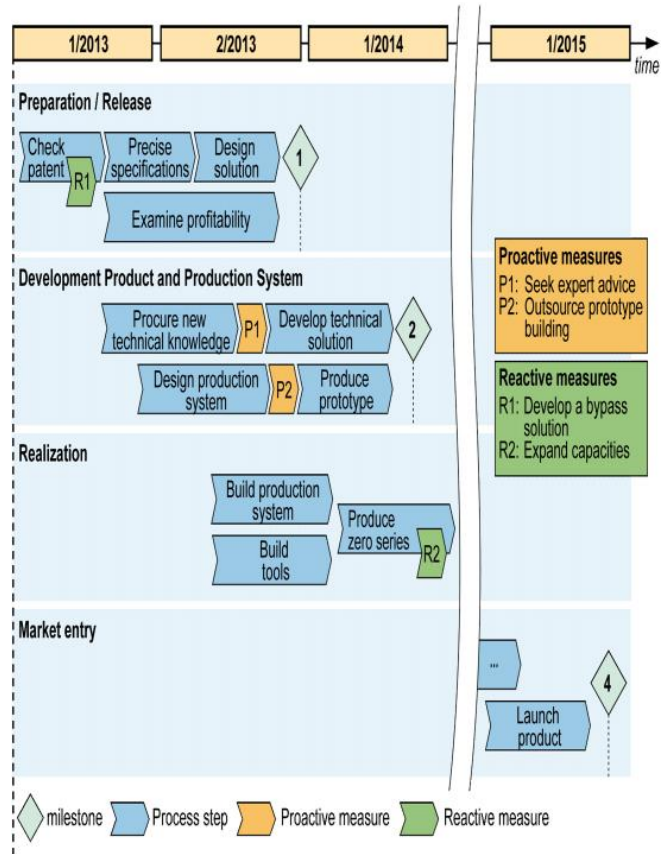 1/2013
2/2013
1/2014
1/2015
time
Preparation / Release
Check
patent
R1
Precise
specifications
Design
solution
1
Examine profitability
Proactive measures
P1: Seek expert advice
P2: Outsource prototype
building
Development Product and Production System
Procure new
technical knowledge
P1
Develop technical
solution
2
Design production
system
P2
Produce
prototype
Reactive measures
R1: Develop a bypass
solution
R2: Expand capacities
Realization
Build production
system
Produce
zero series
R2
Build
tools
Market entry
...
4
Launch
product
milestone
Process step
Proactive measure
Reactive measure